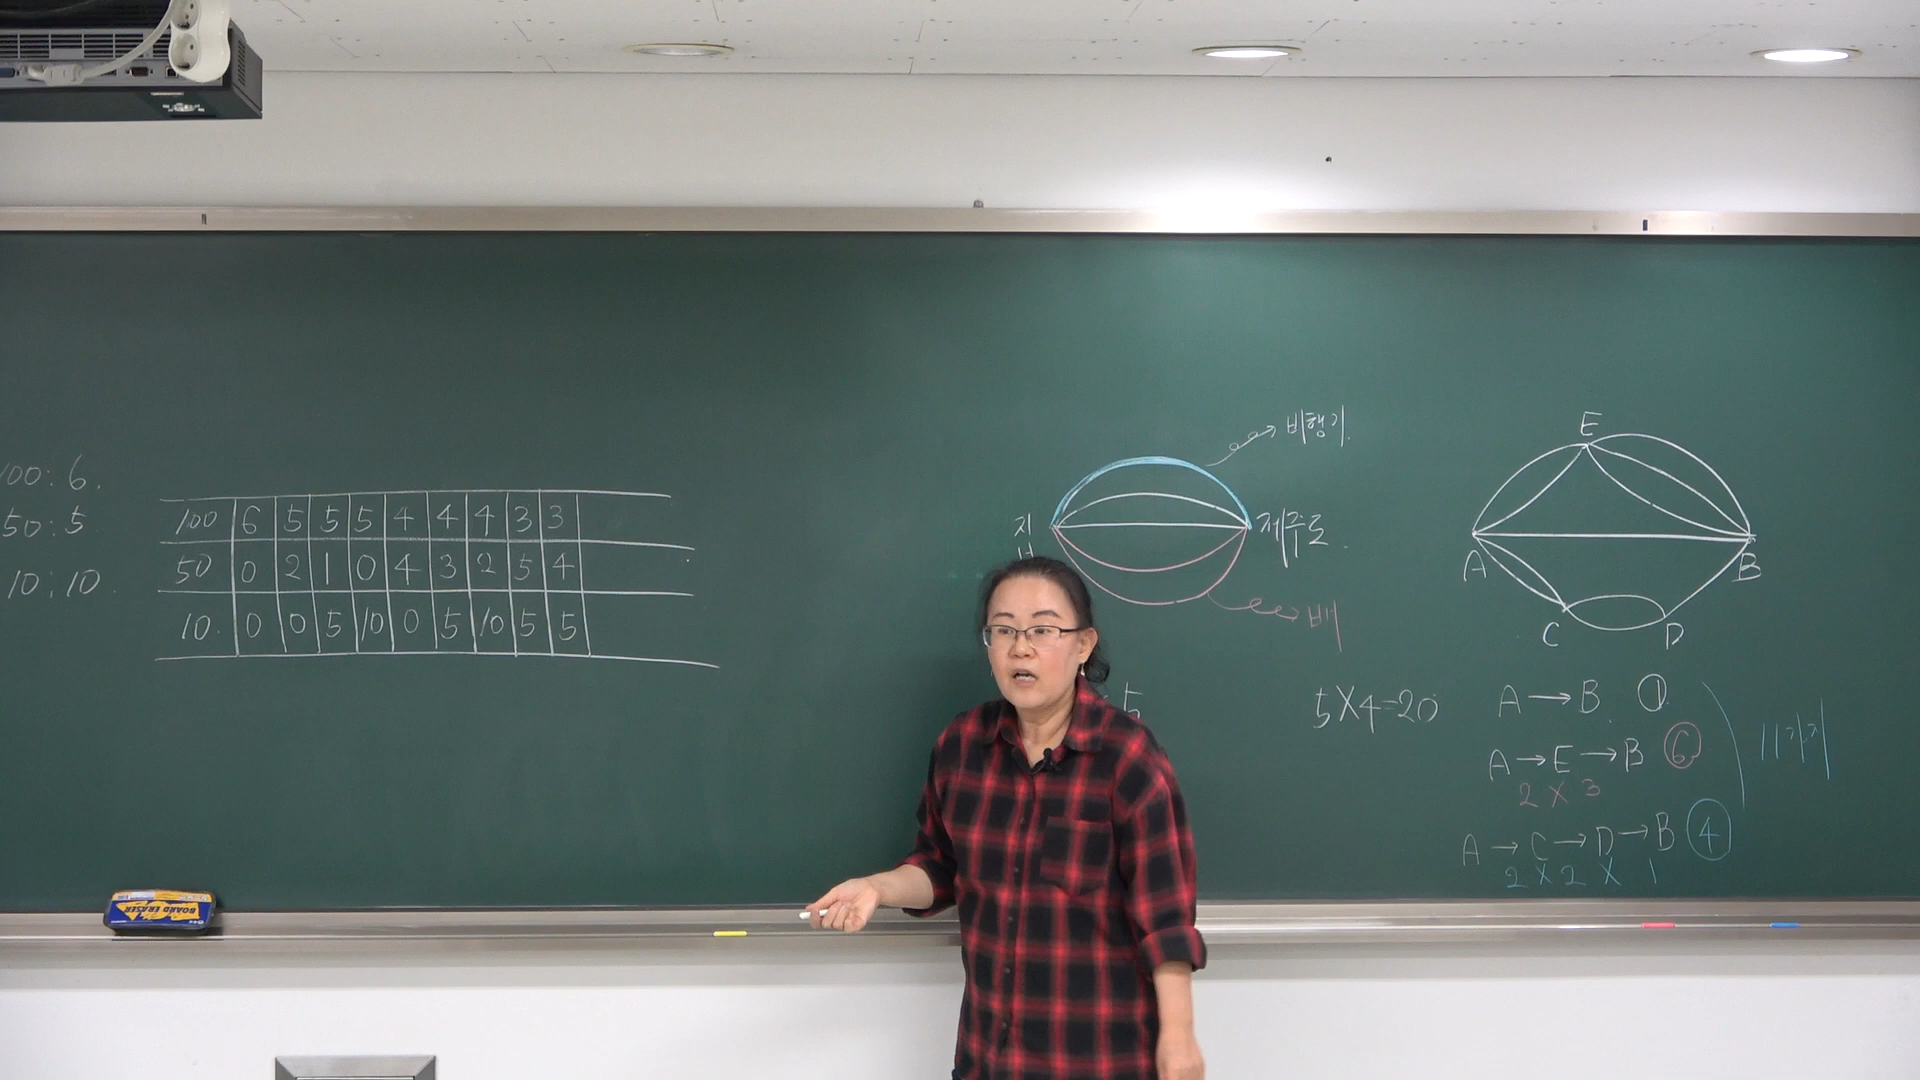 100:6.
50:5
10:10.
100 6 5 5 5 4 4 4 3 3
50 0 2 1 0 4 3 2 5 4
10. 0 0 5 10 0 5 10 5 5
비행기.
제주도.
배
5
5X4=20
E
A
B
C
D
A→B. ①
A→E→B ⑥
2 X 3
A→C→D→B ④
2 X 2 X 1
11가지
BOARD ERASER